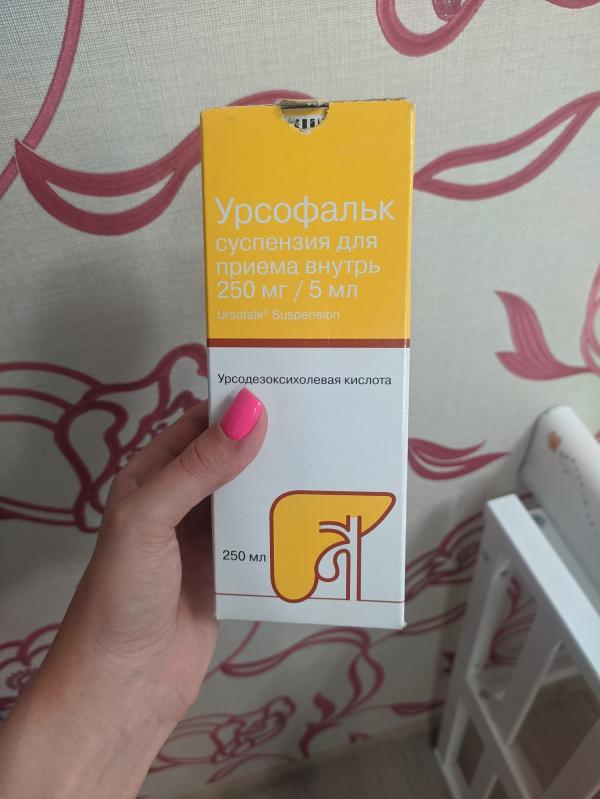 Урсофальк
суспензия для
приема внутрь
250 мг / 5 мл
Ursofalk® Suspension
Урсодезоксихолевая кислота
250 мл